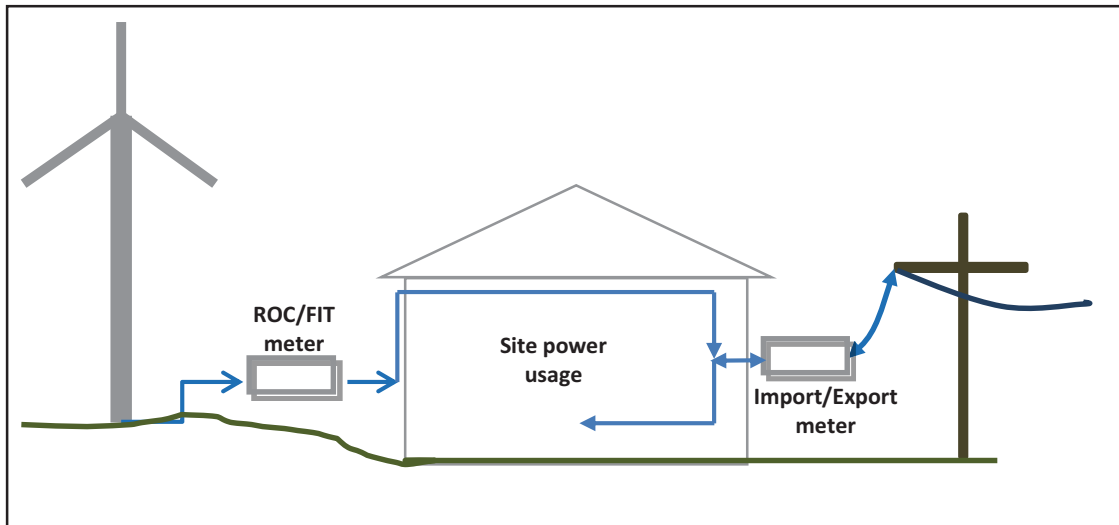 ROC/FIT
meter
Site power
usage
Import/Export
meter